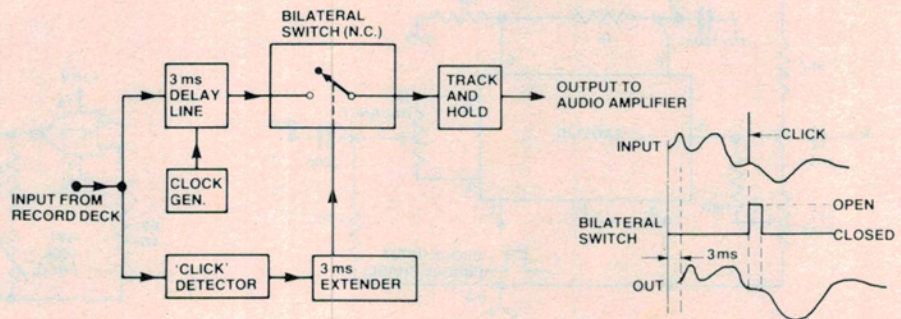 BILATERAL
SWITCH (N.C.)
3 ms
DELAY
LINE
TRACK
AND
HOLD
OUTPUT TO
AUDIO AMPLIFIER
CLOCK
GEN.
INPUT FROM
RECORD DECK
'CLICK'
DETECTOR
3 ms
EXTENDER
INPUT
CLICK
BILATERAL
SWITCH
OPEN
CLOSED
3ms
OUT